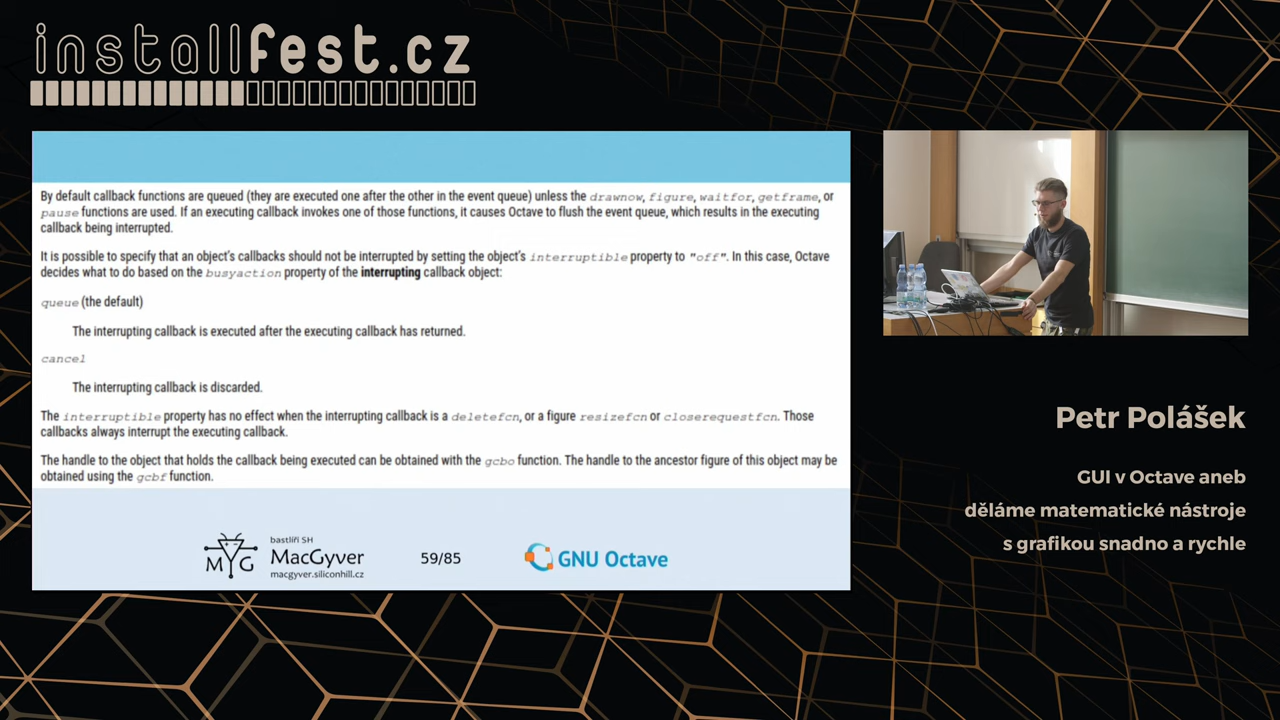 installfest.cz
By default callback functions are queued (they are executed one after the other in the event queue) unless the drawnow, figure, waitfor, getframe, or
pause functions are used. If an executing callback invokes one of those functions, it causes Octave to flush the event queue, which results in the executing
callback being interrupted.
It is possible to specify that an object's callbacks should not be interrupted by setting the object's interruptible property to "off". In this case, Octave
decides what to do based on the busyaction property of the interrupting callback object:
queue (the default)
The interrupting callback is executed after the executing callback has returned.
cancel
The interrupting callback is discarded.
The interruptible property has no effect when the interrupting callback is a deletefcn, or a figure resizefcn or closerequestfcn. Those
callbacks always interrupt the executing callback.
The handle to the object that holds the callback being executed can be obtained with the gcbo function. The handle to the ancestor figure of this object may be
obtained using the gcbf function.
MYG
bastlíři SH
MacGyver
macgyver.siliconhill.cz
59/85
GNU Octave
Petr Polášek
GUI v Octave aneb
děláme matematické nástroje
s grafikou snadno a rychle